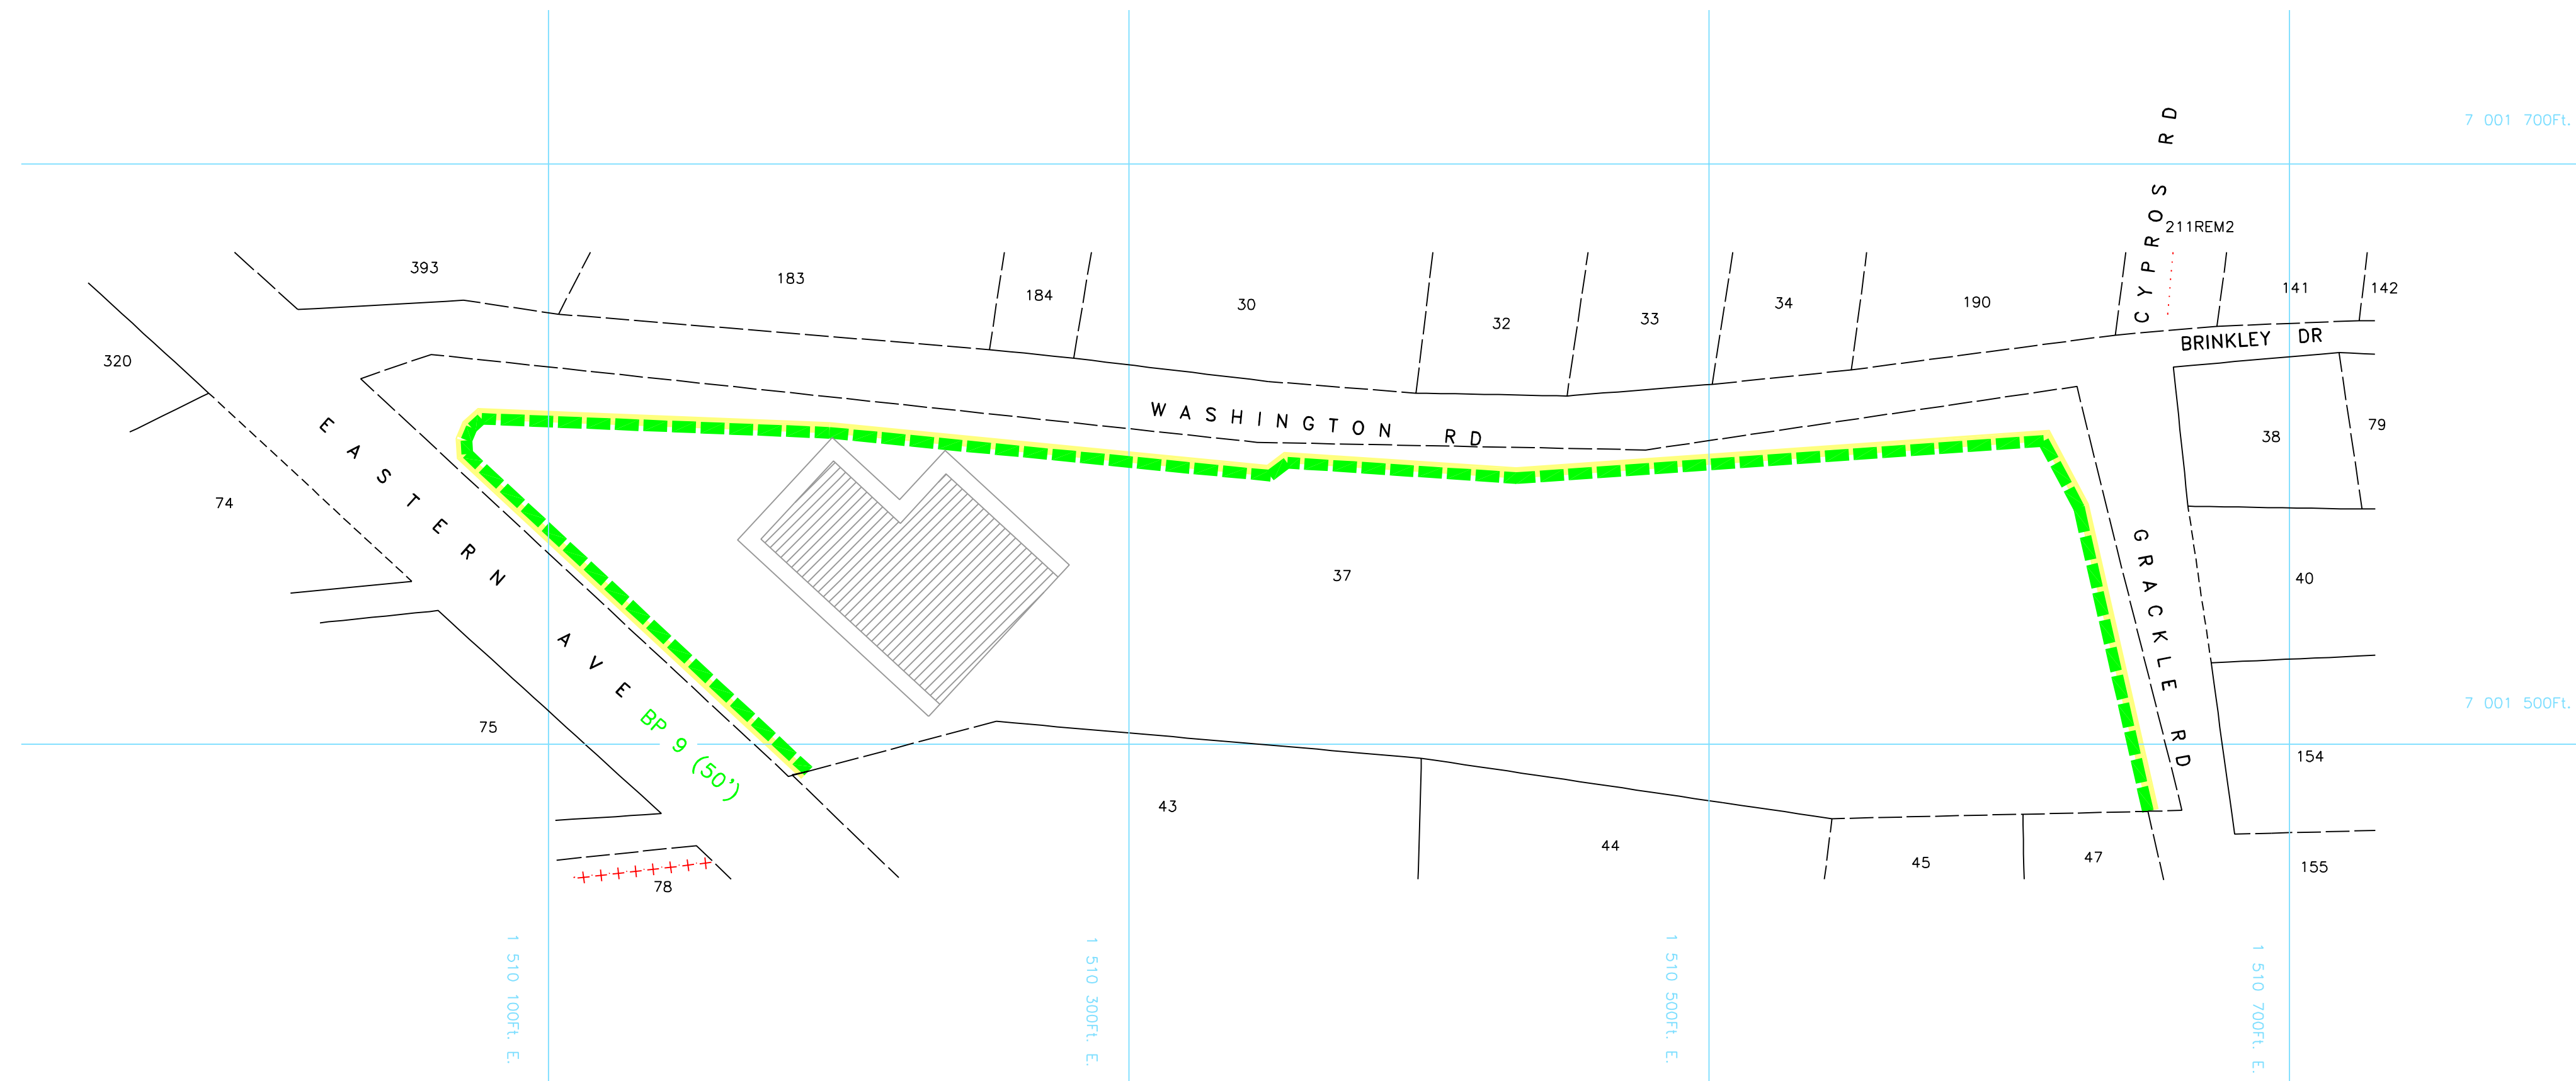 7 001 700Ft.
CYPROS RD
211REM2
393
183
184
30
32
33
34
190
141
142
BRINKLEY DR
320
WASHINGTON RD
38
79
EASTERN AVE
74
37
GRACKLE RD
40
BP 9 (50')
75
7 001 500Ft.
154
43
44
45
47
155
78
1 510 100Ft. E.
1 510 300Ft. E.
1 510 500Ft. E.
1 510 700Ft. E.